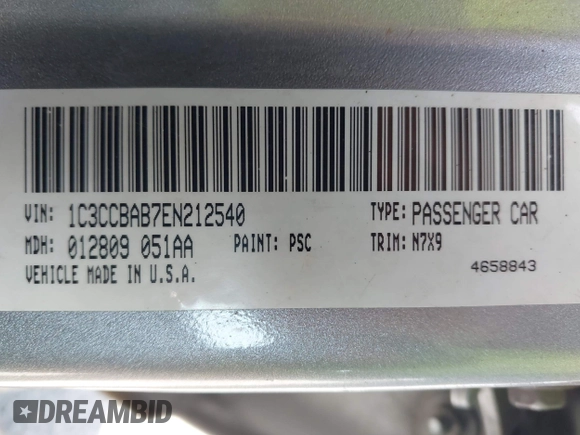 VIN: 1C3CCBAB7EN212540 TYPE: PASSENGER CAR
MDH: 012809 051AA PAINT: PSC TRIM: N7X9
VEHICLE MADE IN U.S.A. 4658843
DREAMBID